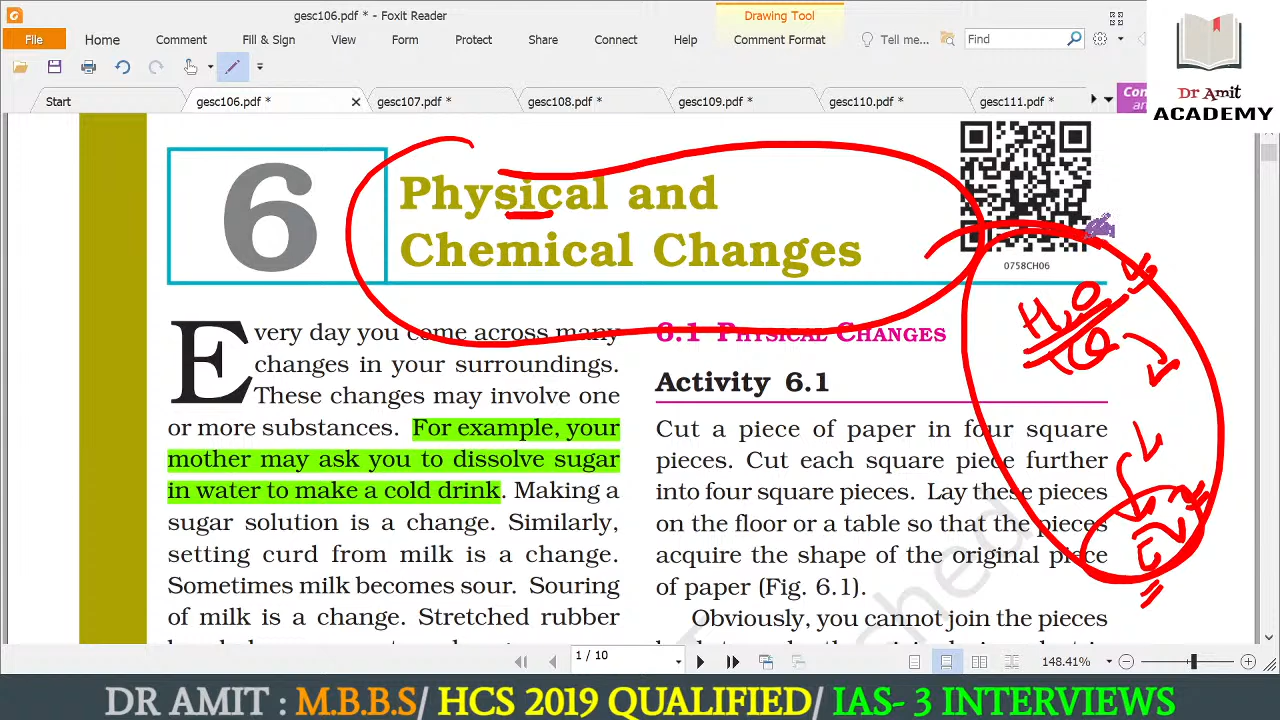 gesc106.pdf * - Foxit Reader
Drawing Tool
File Home Comment Fill & Sign View Form Protect Share Connect Help Comment Format Tell me... Find
Start gesc106.pdf * gesc107.pdf * gesc108.pdf * gesc109.pdf * gesc110.pdf * gesc111.pdf *
Dr Amit
ACADEMY
6
Physical and
Chemical Changes
0758CH06
Every day you come across many
changes in your surroundings.
These changes may involve one
or more substances. For example, your
mother may ask you to dissolve sugar
in water to make a cold drink. Making a
sugar solution is a change. Similarly,
setting curd from milk is a change.
Sometimes milk becomes sour. Souring
of milk is a change. Stretched rubber
6.1 PHYSICAL CHANGES
Activity 6.1
Cut a piece of paper in four square
pieces. Cut each square piece further
into four square pieces. Lay these pieces
on the floor or a table so that the pieces
acquire the shape of the original piece
of paper (Fig. 6.1).
Obviously, you cannot join the pieces
H2O
1 / 10
148.41%
DR AMIT : M.B.B.S/ HCS 2019 QUALIFIED/ IAS- 3 INTERVIEWS